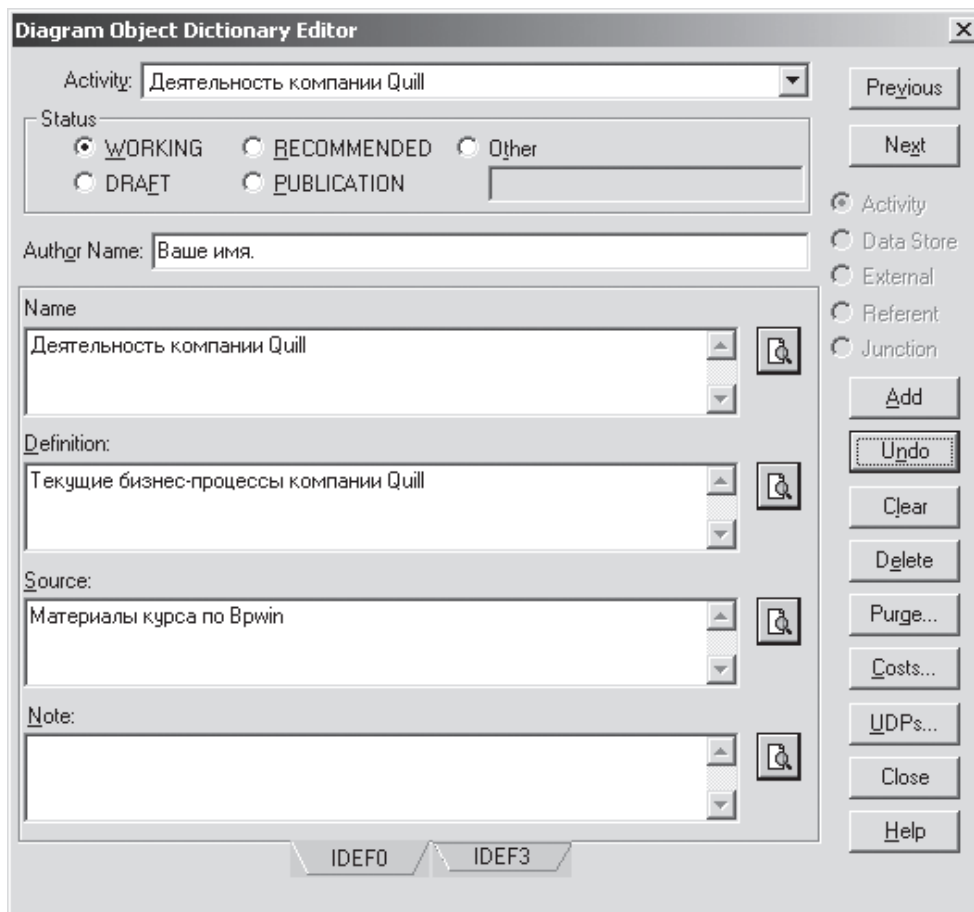 Diagram Object Dictionary Editor
Activity: Деятельность компании Quill
Previous
Status
WORKING RECOMMENDED Other
Next
DRAFT PUBLICATION
Activity
Data Store
Author Name: Ваше имя.
External
Referent
Junction
Name
Деятельность компании Quill
Add
Definition:
Undo
Текущие бизнес-процессы компании Quill
Clear
Delete
Source:
Материалы курса по Bpwin
Purge...
Costs...
Note:
UDPs...
Close
Help
IDEF0 IDEF3